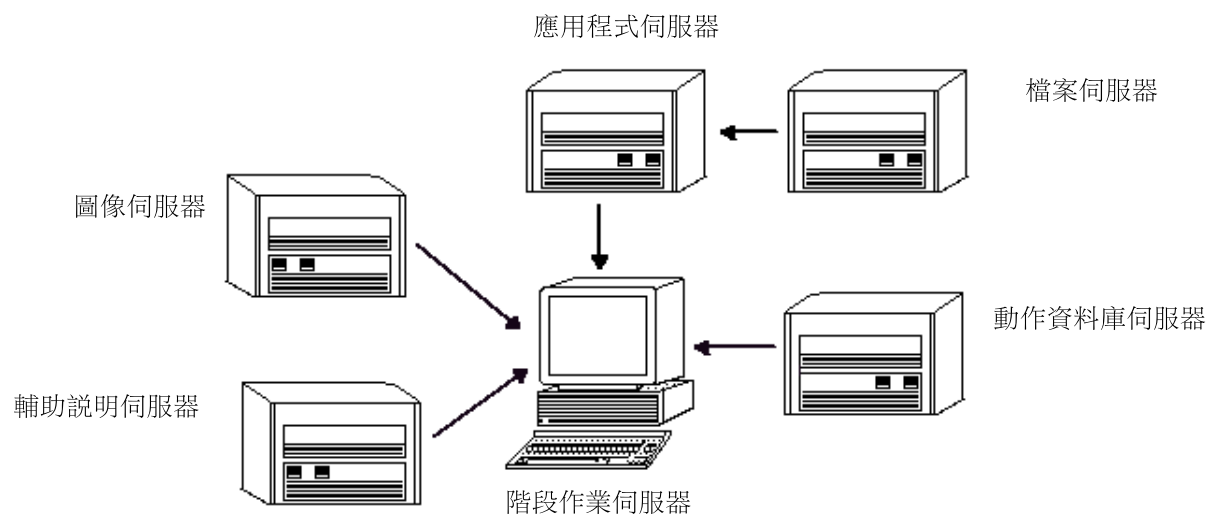 應用程式伺服器
檔案伺服器
圖像伺服器
動作資料庫伺服器
輔助説明伺服器
階段作業伺服器